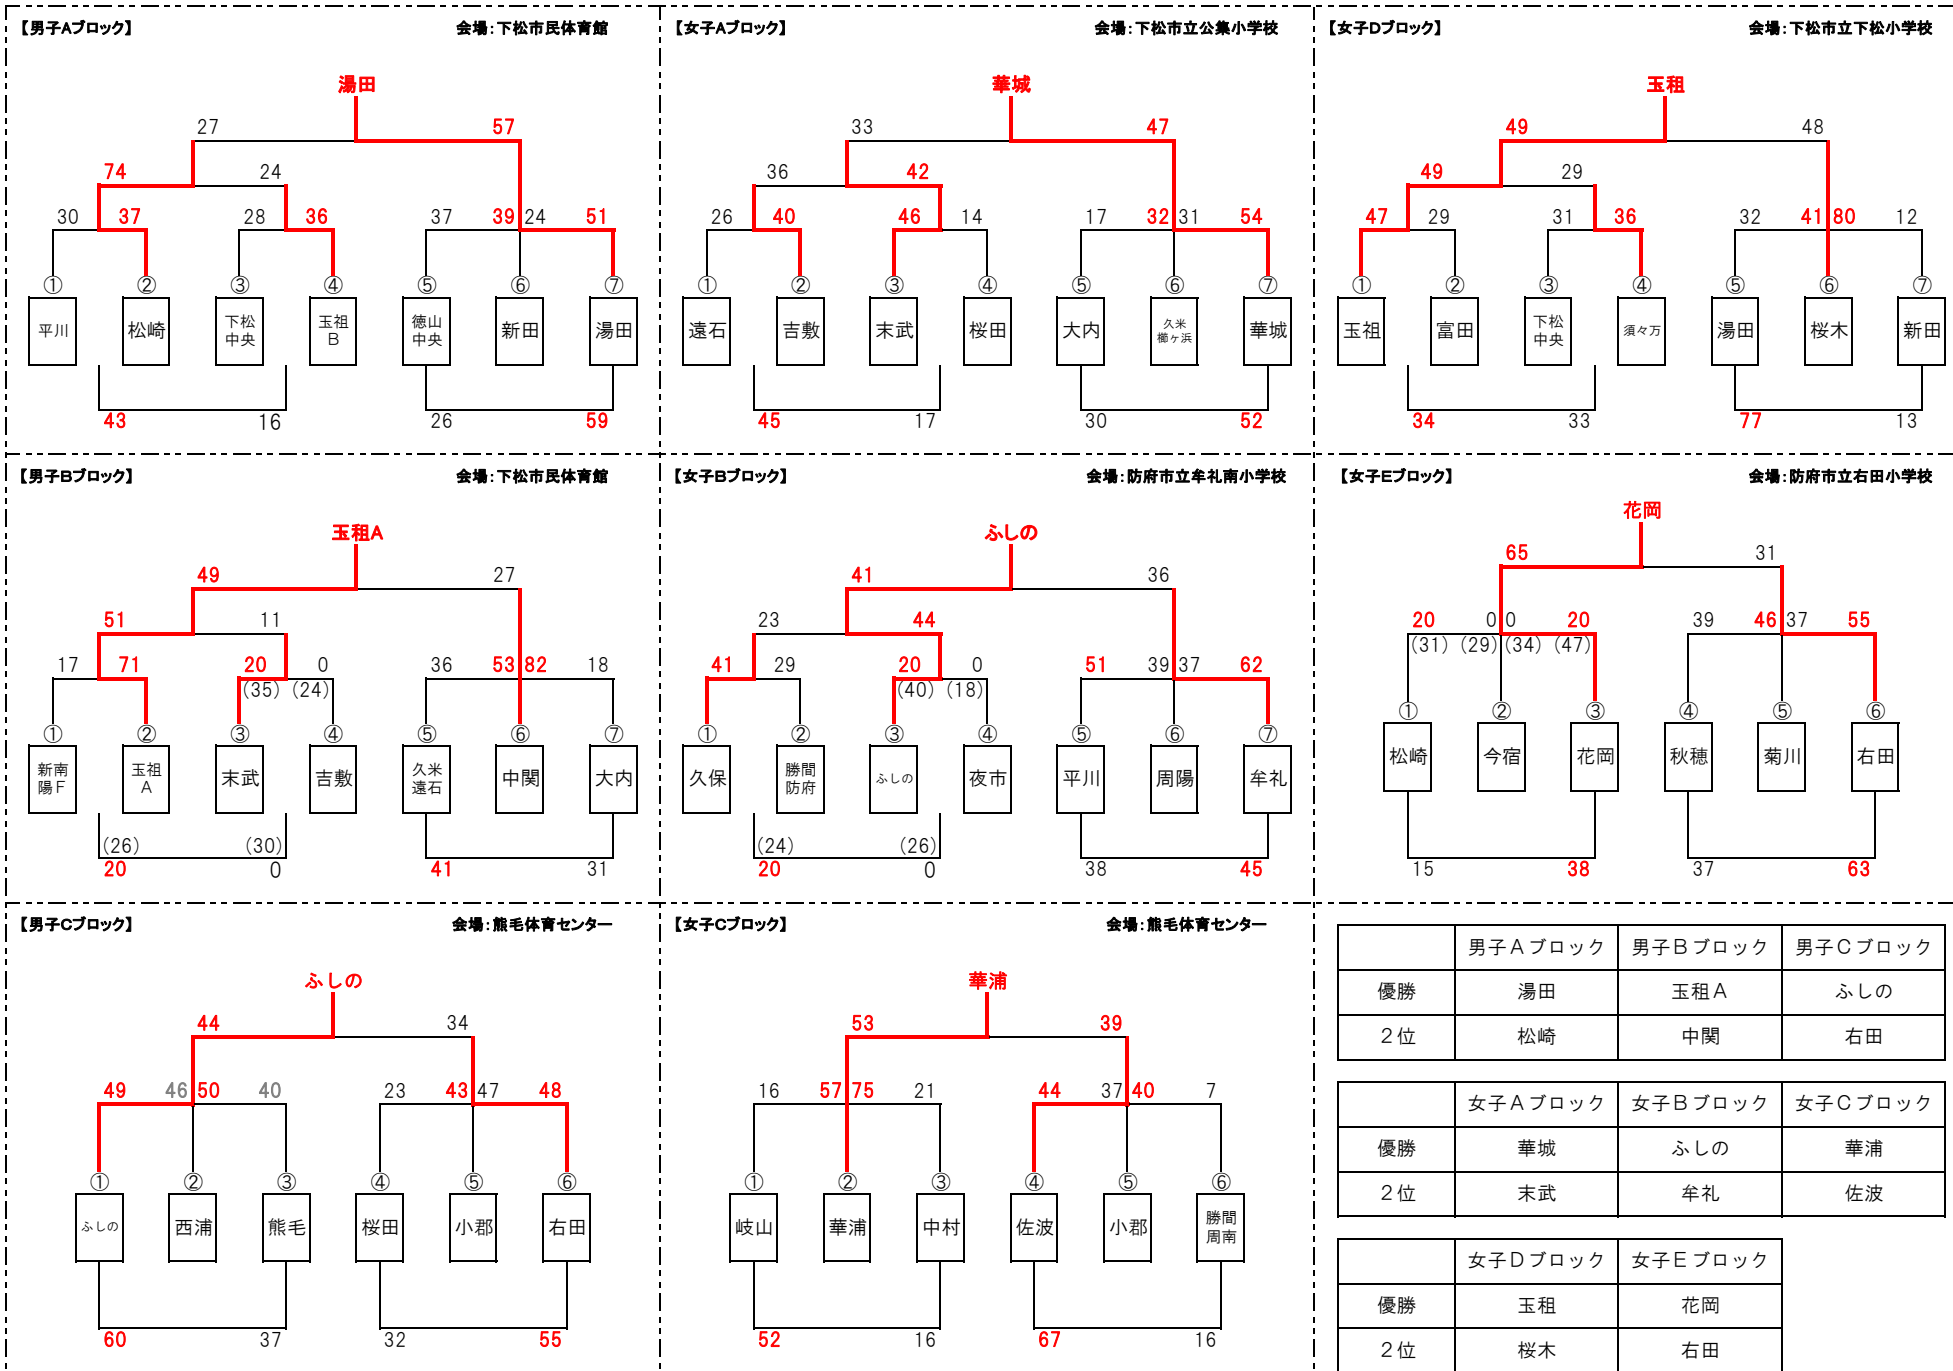 【男子Aブロック】 会場：下松市民体育館
湯田
27 57
74 24
30 37 28 36 37 39 24 51
① ② ③ ④ ⑤ ⑥ ⑦
平川 松崎 下松中央 玉祖B 徳山中央 新田 湯田
43 16 26 59
【女子Aブロック】 会場：下松市立公集小学校
華城
33 47
36 42
26 40 46 14 17 32 31 54
① ② ③ ④ ⑤ ⑥ ⑦
遠石 吉敷 末武 桜田 大内 久米櫛ヶ浜 華城
45 17 30 52
【女子Dブロック】 会場：下松市立下松小学校
玉祖
49 48
49 29
47 29 31 36 32 41 80 12
① ② ③ ④ ⑤ ⑥ ⑦
玉祖 富田 下松中央 須々万 湯田 桜木 新田
34 33 77 13
【男子Bブロック】 会場：下松市民体育館
玉祖A
49 27
51 11
17 71 20 0 36 53 82 18
(35) (24)
① ② ③ ④ ⑤ ⑥ ⑦
新南陽F 玉祖A 末武 吉敷 久米遠石 中関 大内
(26) (30)
20 0 41 31
【女子Bブロック】 会場：防府市立牟礼南小学校
ふしの
41 36
23 44
41 29 20 0 51 39 37 62
(40) (18)
① ② ③ ④ ⑤ ⑥ ⑦
久保 勝間防府 ふしの 夜市 平川 周陽 牟礼
(24) (26)
20 0 38 45
【女子Eブロック】 会場：防府市立右田小学校
花岡
65 31
20 0 0 20 39 46 37 55
(31) (29) (34) (47)
① ② ③ ④ ⑤ ⑥
松崎 今宿 花岡 秋穂 菊川 右田
15 38 37 63
【男子Cブロック】 会場：熊毛体育センター
ふしの
44 34
49 46 50 40 23 43 47 48
① ② ③ ④ ⑤ ⑥
ふしの 西浦 熊毛 桜田 小郡 右田
60 37 32 55
【女子Cブロック】 会場：熊毛体育センター
華浦
53 39
16 57 75 21 44 37 40 7
① ② ③ ④ ⑤ ⑥
岐山 華浦 中村 佐波 小郡 勝間周南
52 16 67 16
男子Aブロック 男子Bブロック 男子Cブロック
優勝 湯田 玉祖A ふしの
2位 松崎 中関 右田
女子Aブロック 女子Bブロック 女子Cブロック
優勝 華城 ふしの 華浦
2位 末武 牟礼 佐波
女子Dブロック 女子Eブロック
優勝 玉祖 花岡
2位 桜木 右田